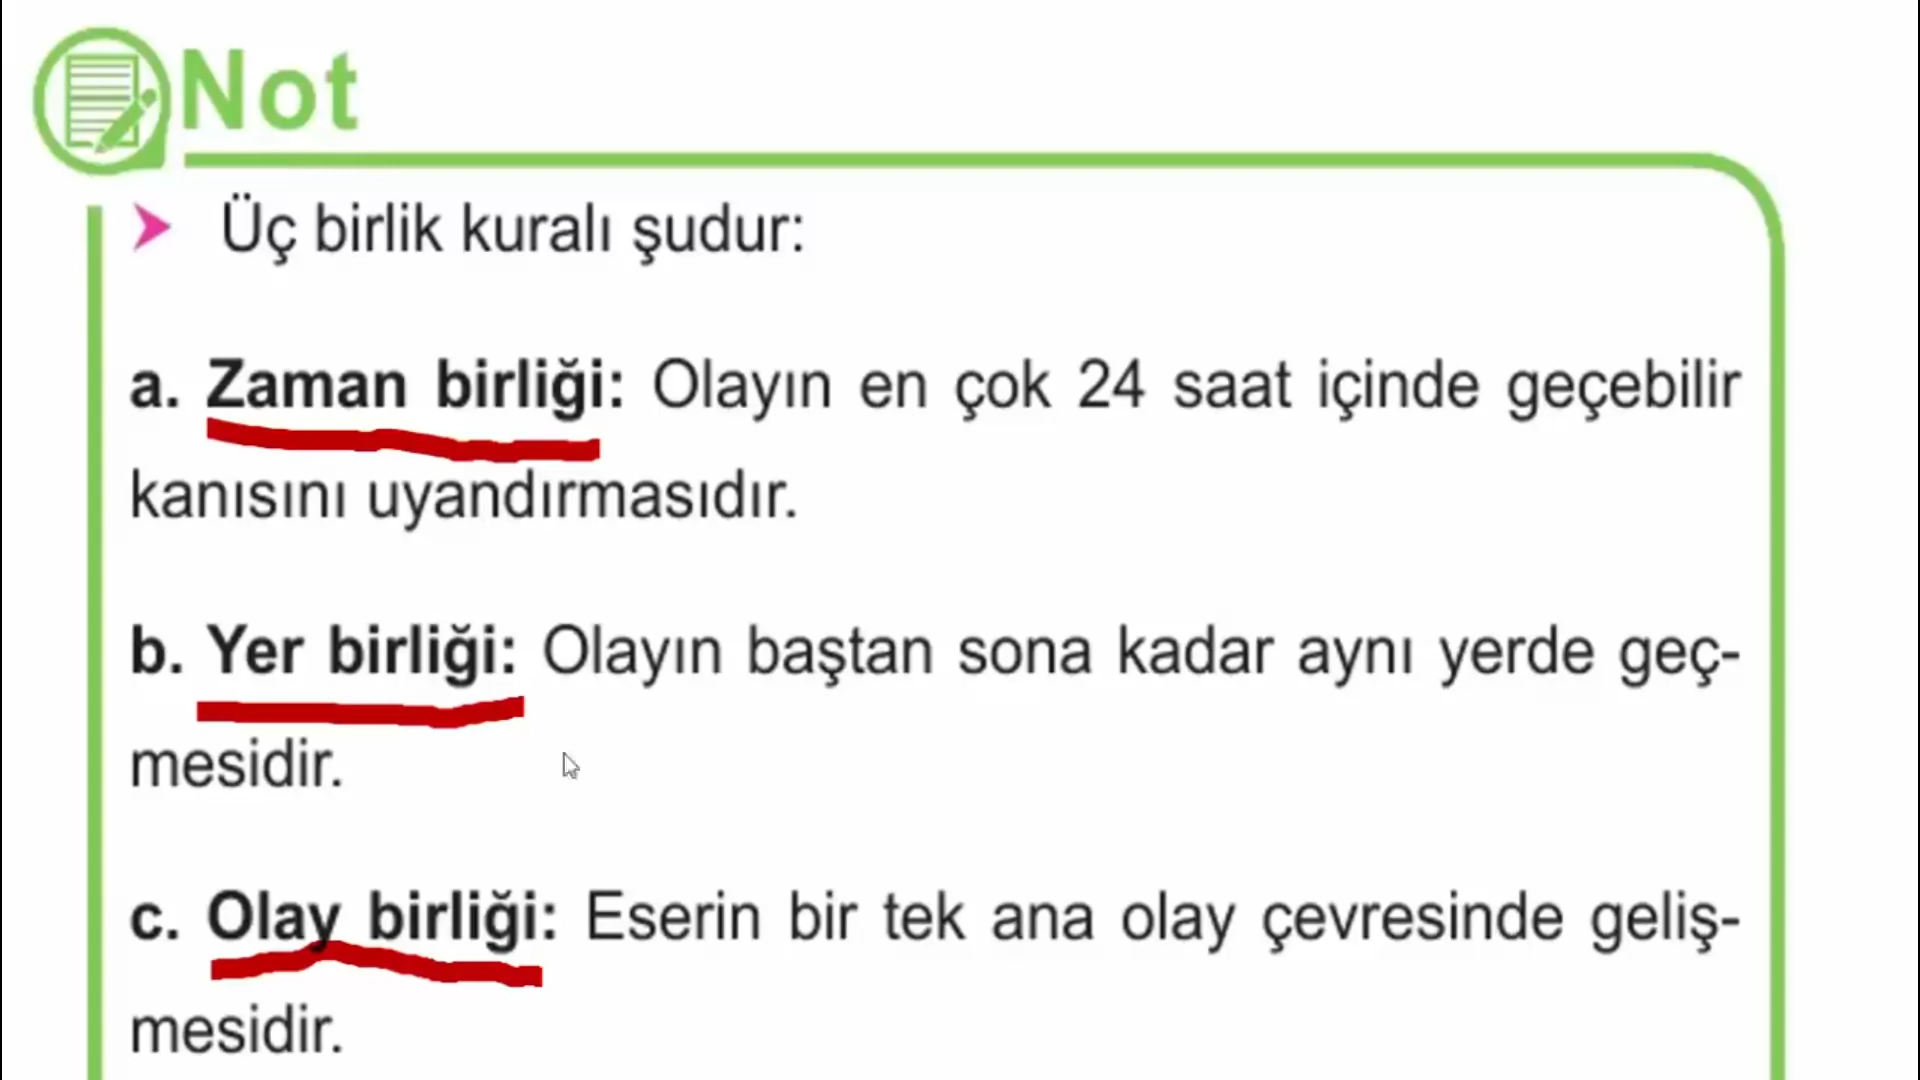 Not
Üç birlik kuralı şudur:
a. Zaman birliği: Olayın en çok 24 saat içinde geçebilir
kanısını uyandırmasıdır.
b. Yer birliği: Olayın baştan sona kadar aynı yerde geç-
mesidir.
c. Olay birliği: Eserin bir tek ana olay çevresinde geliş-
mesidir.